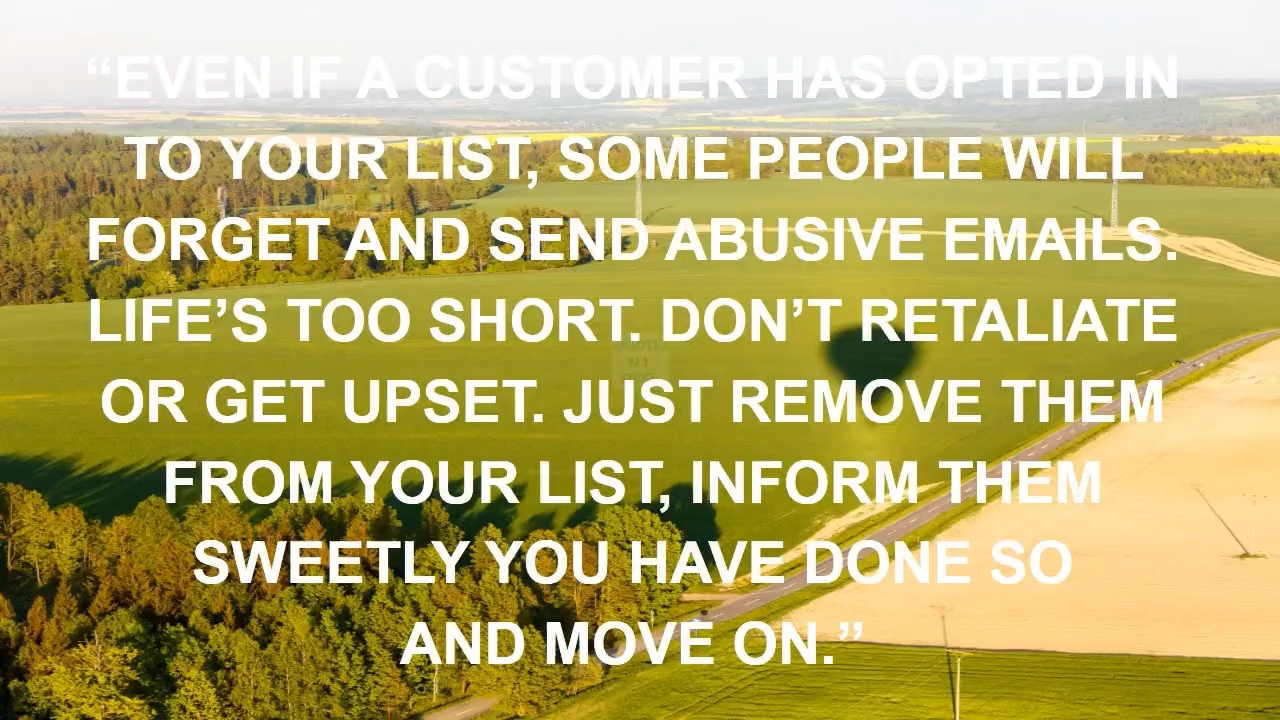 “EVEN IF A CUSTOMER HAS OPTED IN
TO YOUR LIST, SOME PEOPLE WILL
FORGET AND SEND ABUSIVE EMAILS.
LIFE’S TOO SHORT. DON’T RETALIATE
OR GET UPSET. JUST REMOVE THEM
FROM YOUR LIST, INFORM THEM
SWEETLY YOU HAVE DONE SO
AND MOVE ON.”